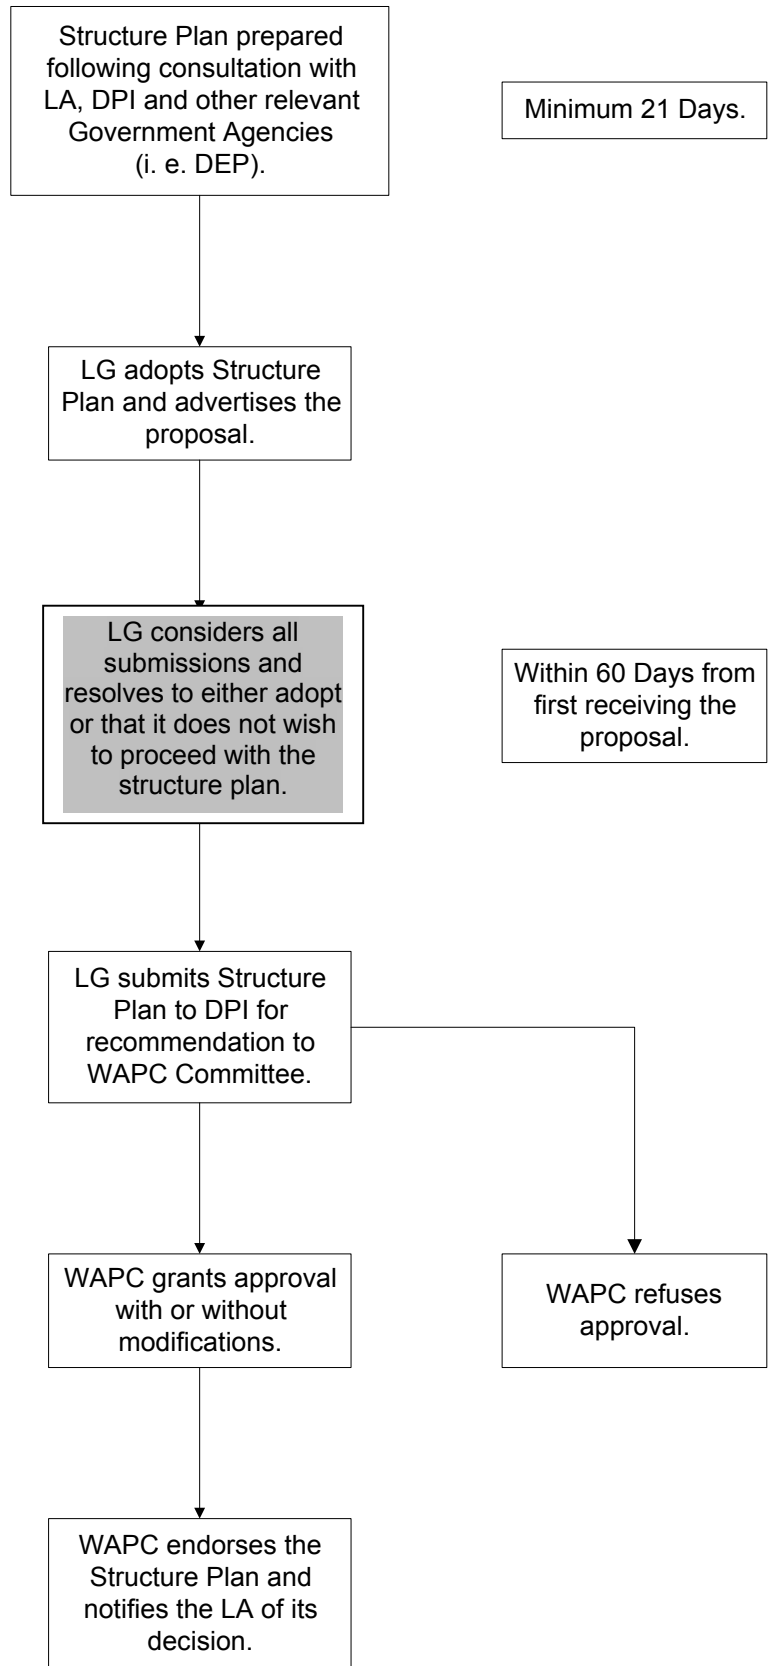 Structure Plan prepared
following consultation with
LA, DPI and other relevant
Government Agencies
(i. e. DEP).
Minimum 21 Days.
LG adopts Structure
Plan and advertises the
proposal.
LG considers all
submissions and
resolves to either adopt
or that it does not wish
to proceed with the
structure plan.
Within 60 Days from
first receiving the
proposal.
LG submits Structure
Plan to DPI for
recommendation to
WAPC Committee.
WAPC grants approval
with or without
modifications.
WAPC refuses
approval.
WAPC endorses the
Structure Plan and
notifies the LA of its
decision.